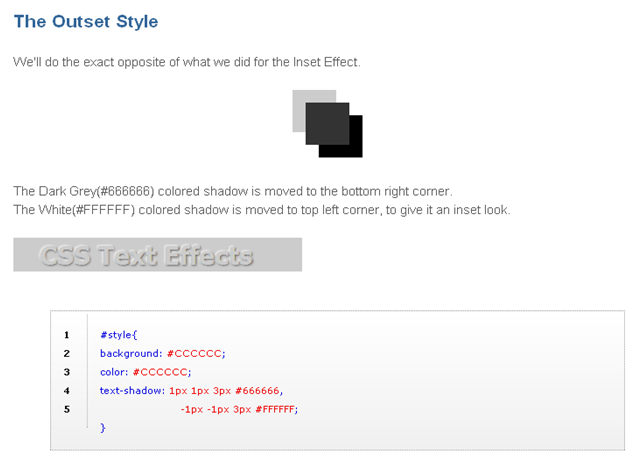 The Outset Style
We'll do the exact opposite of what we did for the Inset Effect.
The Dark Grey(#666666) colored shadow is moved to the bottom right corner.
The White(#FFFFFF) colored shadow is moved to top left corner, to give it an inset look.
CSS Text Effects
1 #style{
2 background: #CCCCCC;
3 color: #CCCCCC;
4 text-shadow: 1px 1px 3px #666666,
5 -1px -1px 3px #FFFFFF;
}